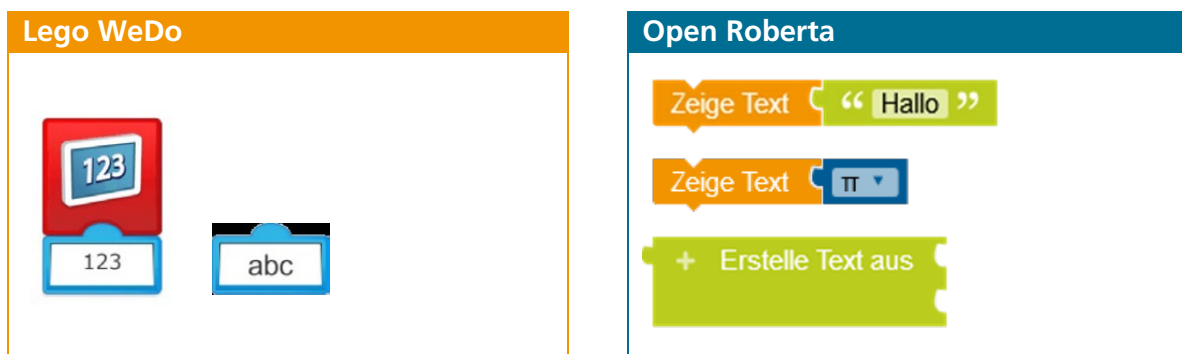 Lego WeDo
123
123
abc
Open Roberta
Zeige Text “ Hallo ”
Zeige Text π
+ Erstelle Text aus